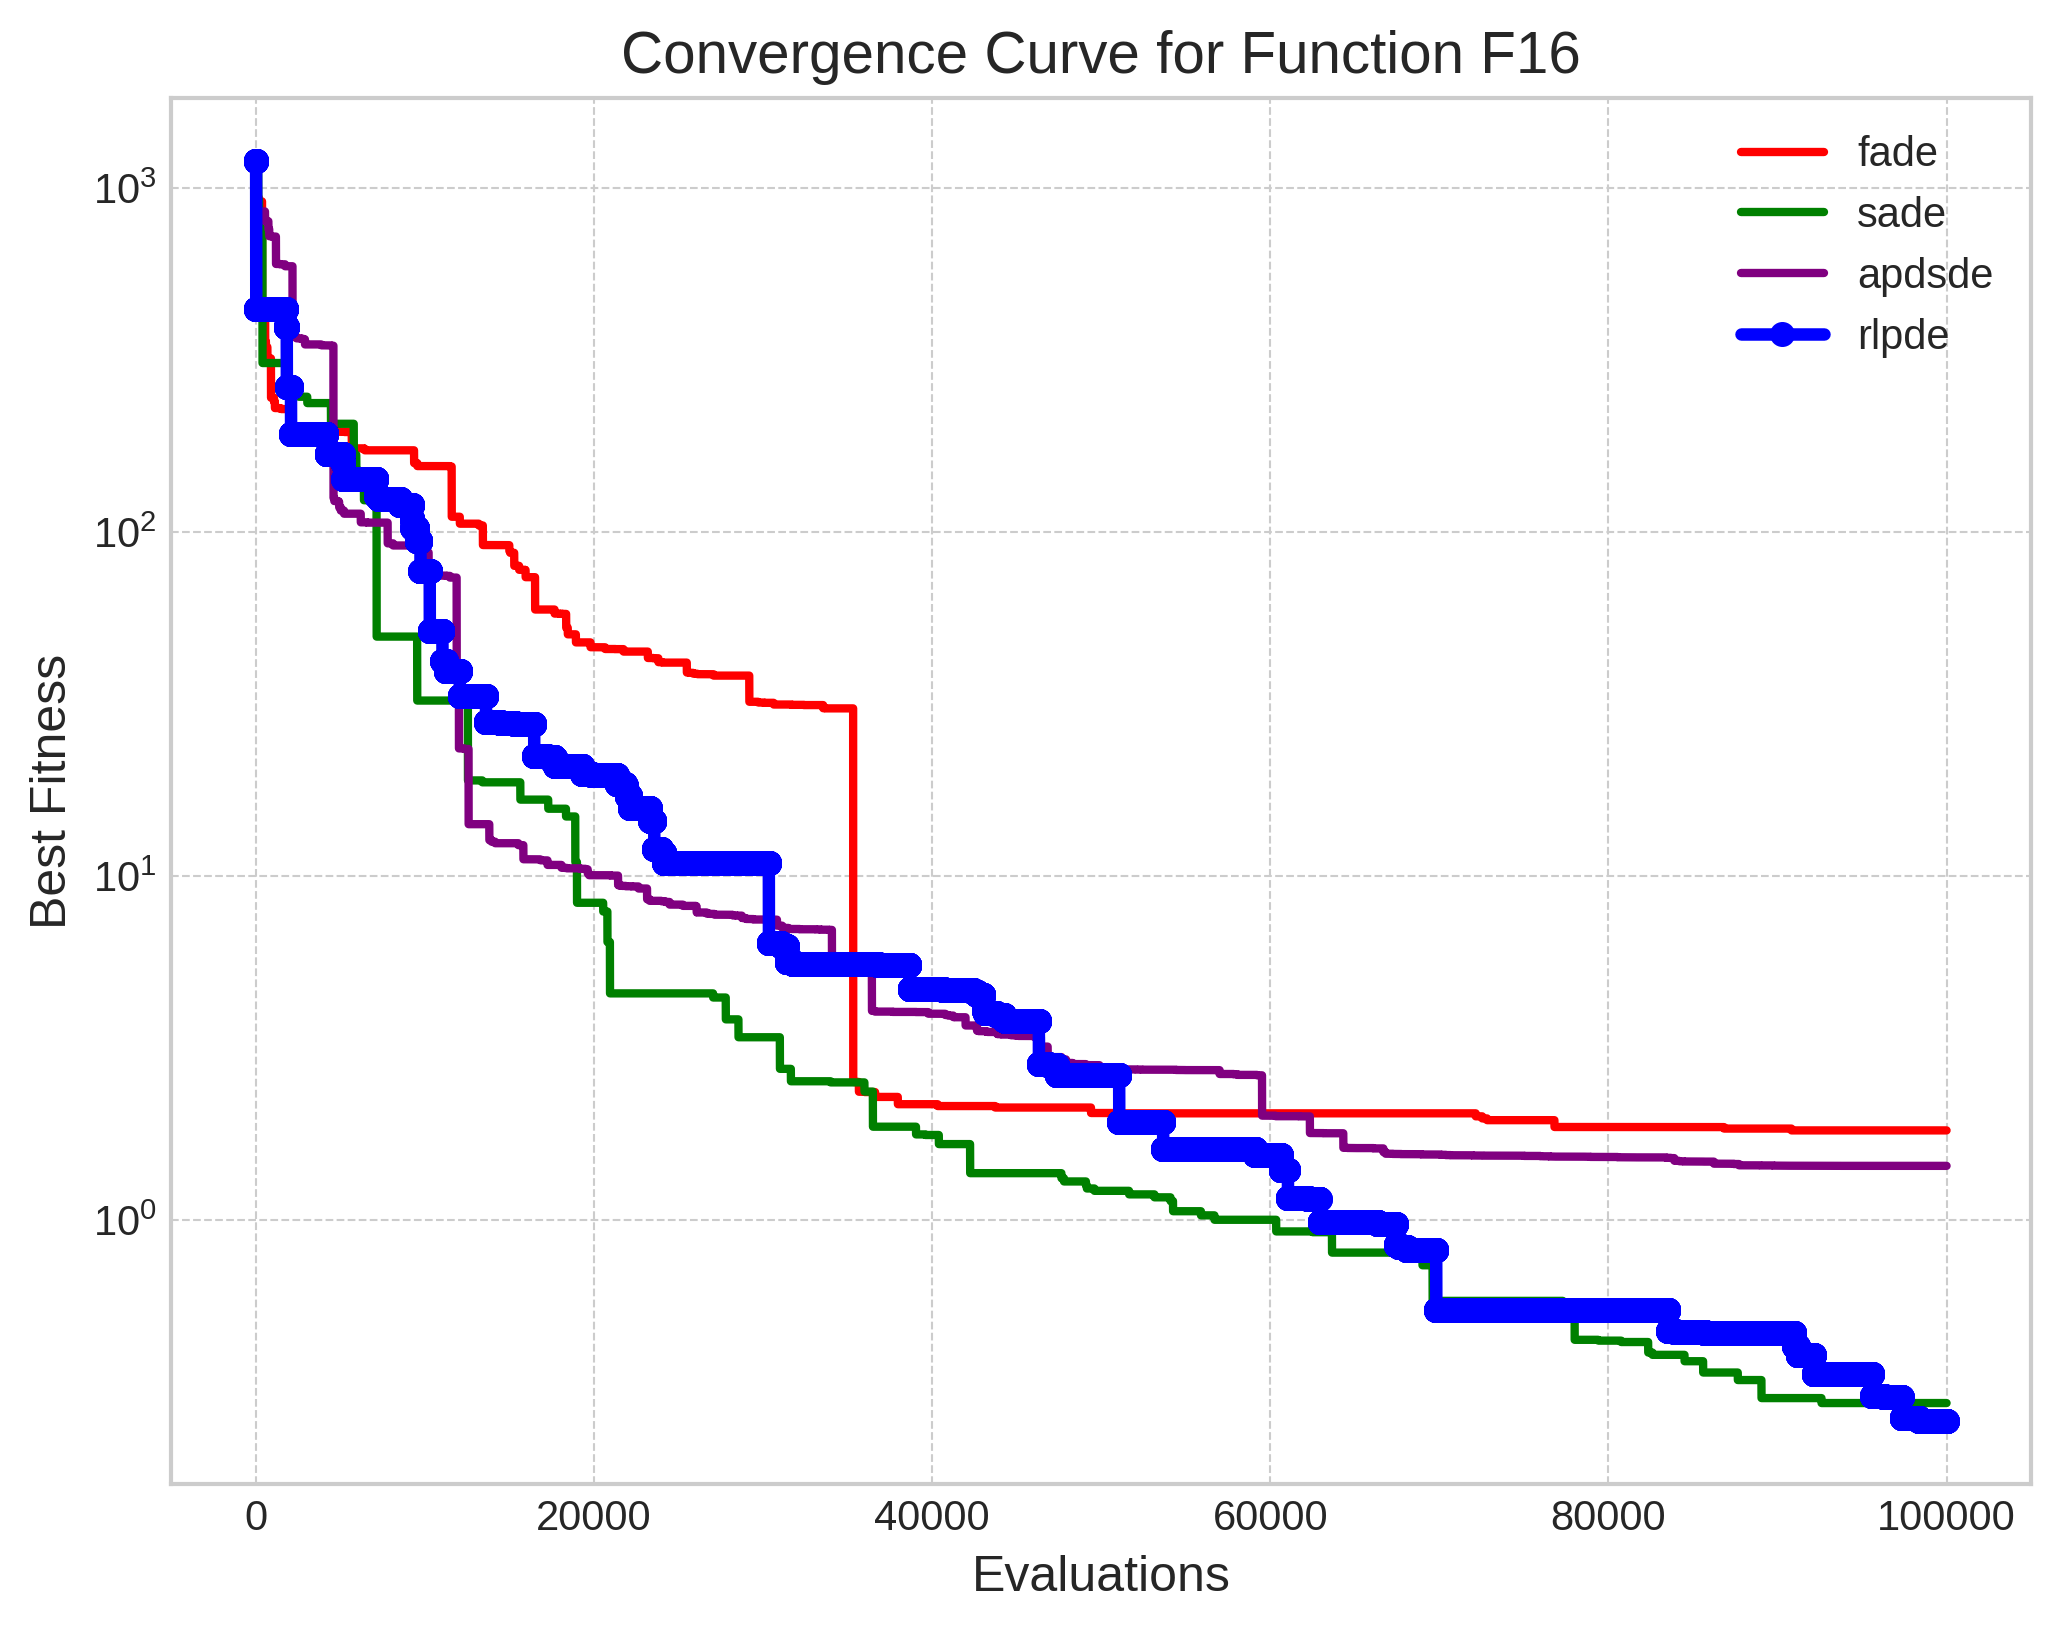 Convergence Curve for Function F16
fade
sade
apdsde
rlpde
Best Fitness
10³
10²
10¹
10⁰
0 20000 40000 60000 80000 100000
Evaluations